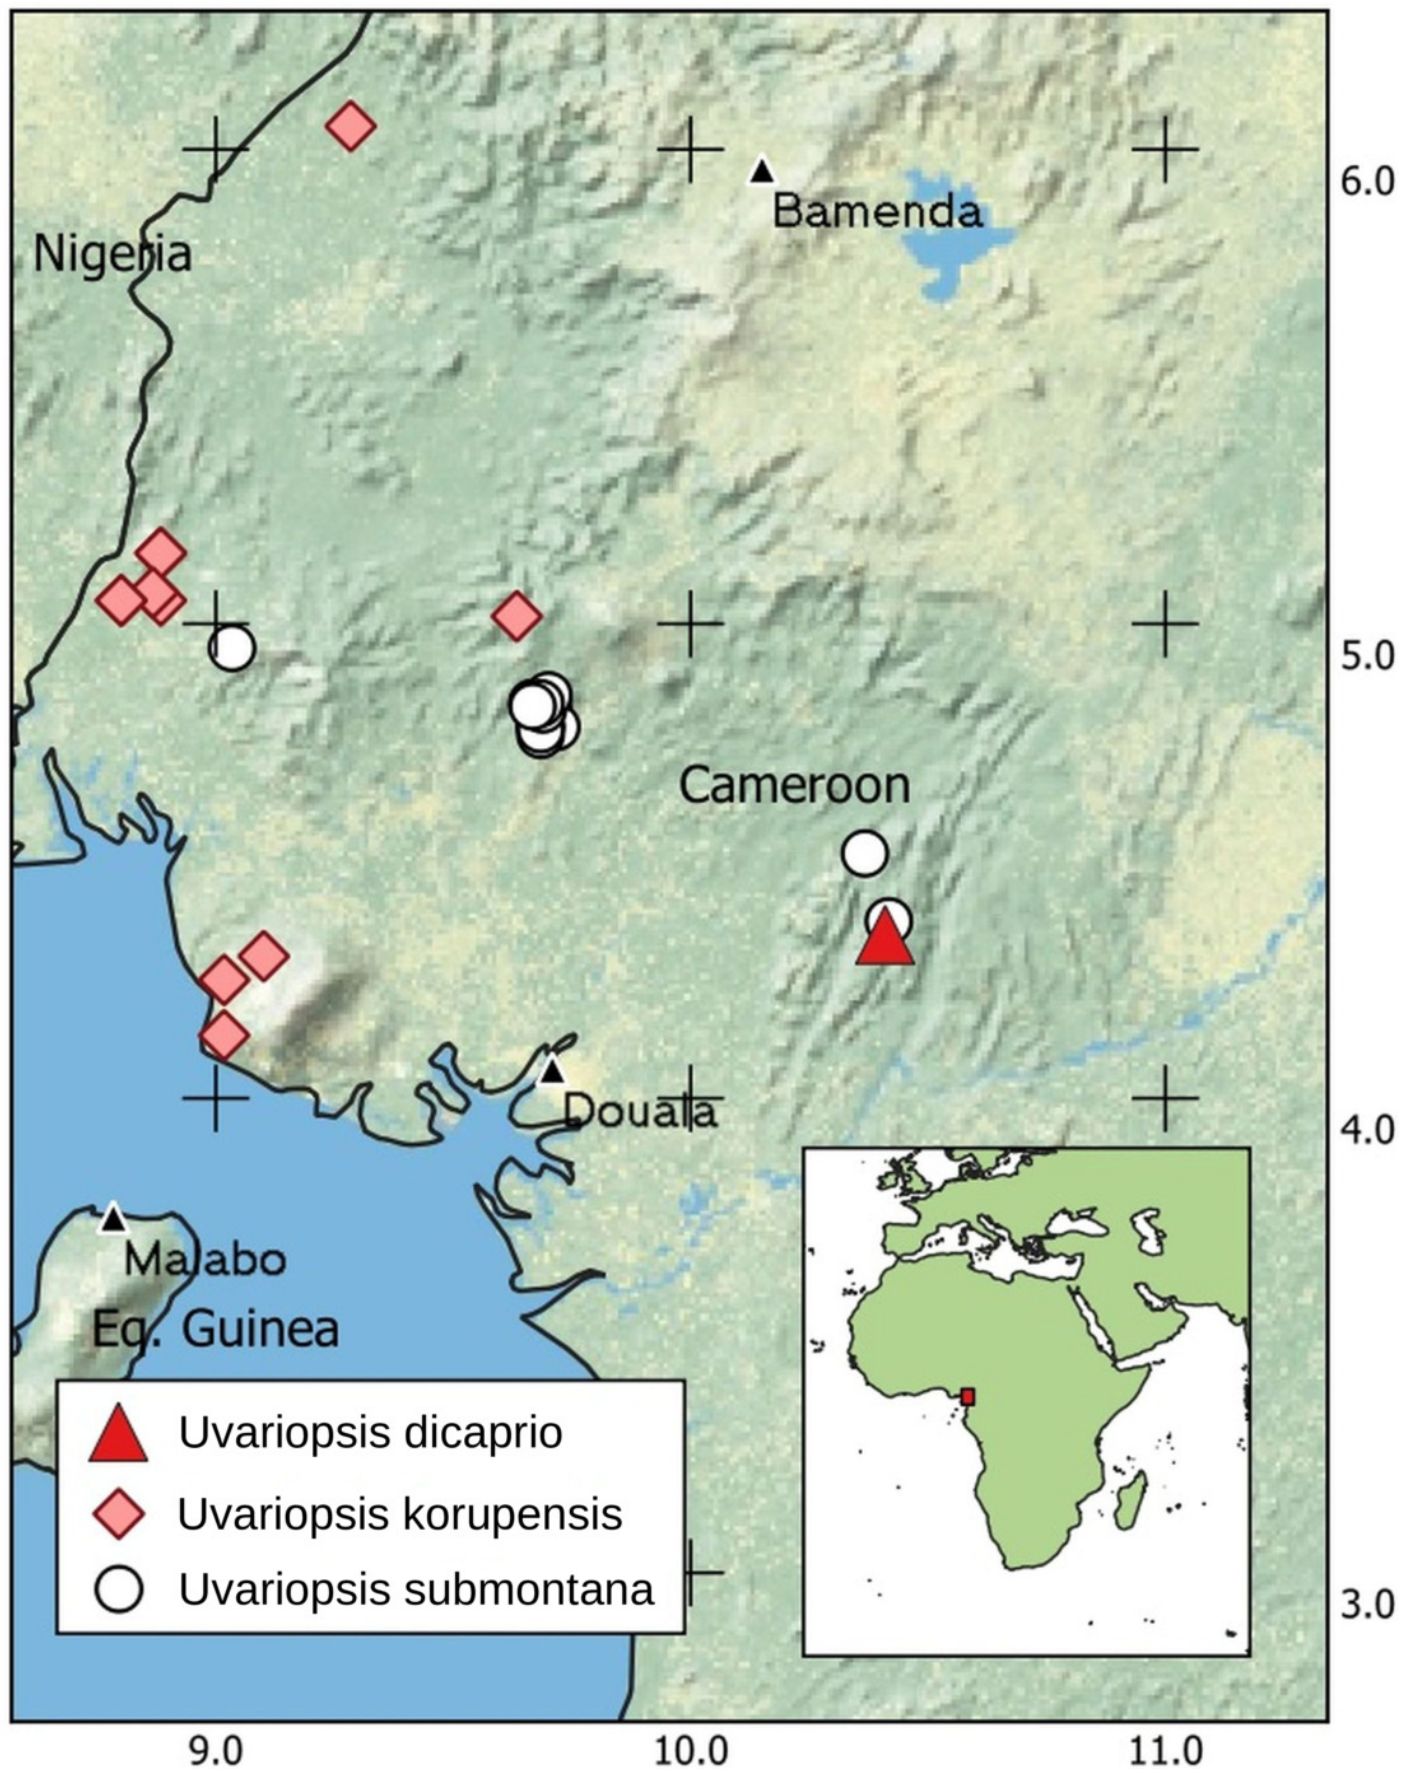 6.0
Bamenda
Nigeria
5.0
Cameroon
Douala
4.0
Malabo
Eq. Guinea
Uvariopsis dicaprio
Uvariopsis korupensis
Uvariopsis submontana
3.0
9.0 10.0 11.0